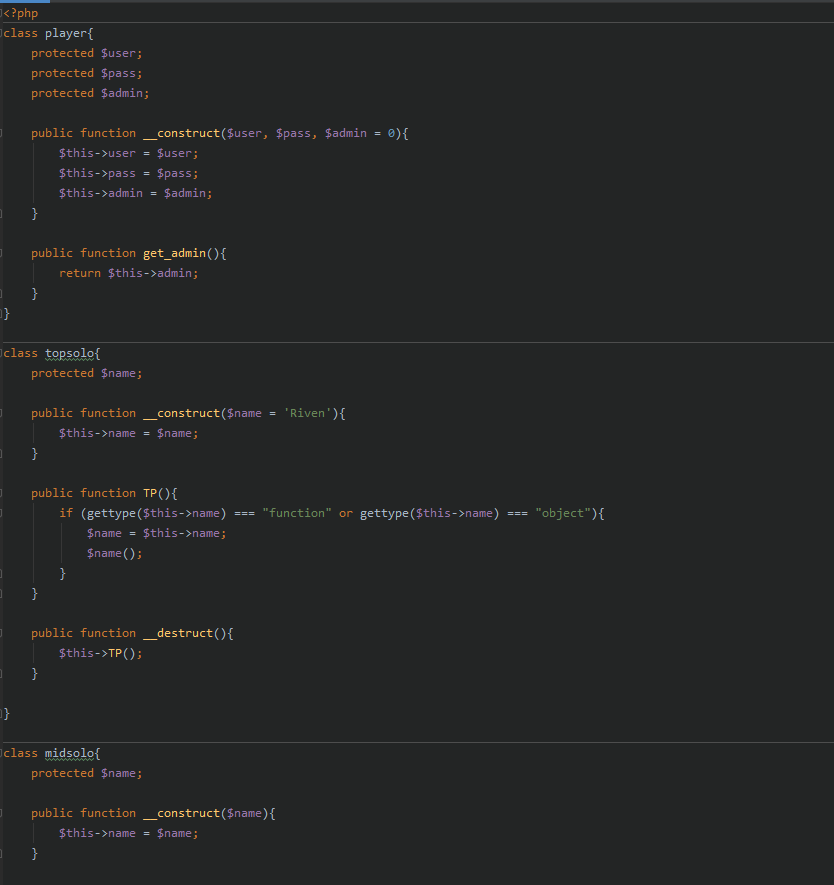 <?php
class player{
    protected $user;
    protected $pass;
    protected $admin;
    public function __construct($user, $pass, $admin = 0){
        $this->user = $user;
        $this->pass = $pass;
        $this->admin = $admin;
    }
    public function get_admin(){
        return $this->admin;
    }
}
class topsolo{
    protected $name;
    public function __construct($name = 'Riven'){
        $this->name = $name;
    }
    public function TP(){
        if (gettype($this->name) === "function" or gettype($this->name) === "object"){
            $name = $this->name;
            $name();
        }
    }
    public function __destruct(){
        $this->TP();
    }
}
class midsolo{
    protected $name;
    public function __construct($name){
        $this->name = $name;
    }